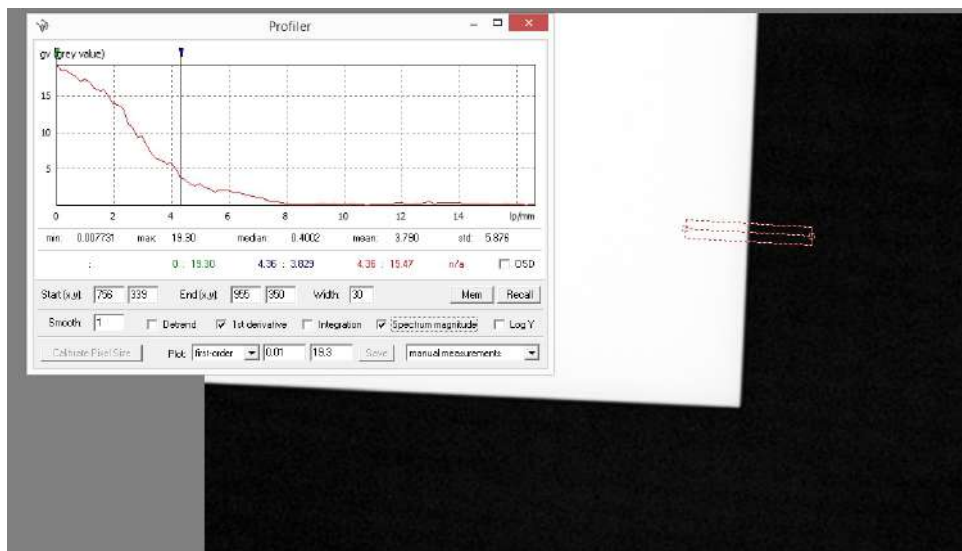 Profiler
gv (grey value)
15
10
5
0 2 4 6 8 10 12 14 lp/mm
min: 0.007731 max: 19.30 median: 0.4002 mean: 3.790 std: 5.876
: 0 : 19.30 4.36 : 3.829 4.36 : 15.47 n/a OSD
Start (x,y): 756 339 End (x,y): 955 350 Width: 30 Mem Recall
Smooth: 1 Detrend 1st derivative Integration Spectrum magnitude Log Y
Calibrate Pixel Size Plot: first-order 0.01 19.3 Save manual measurements